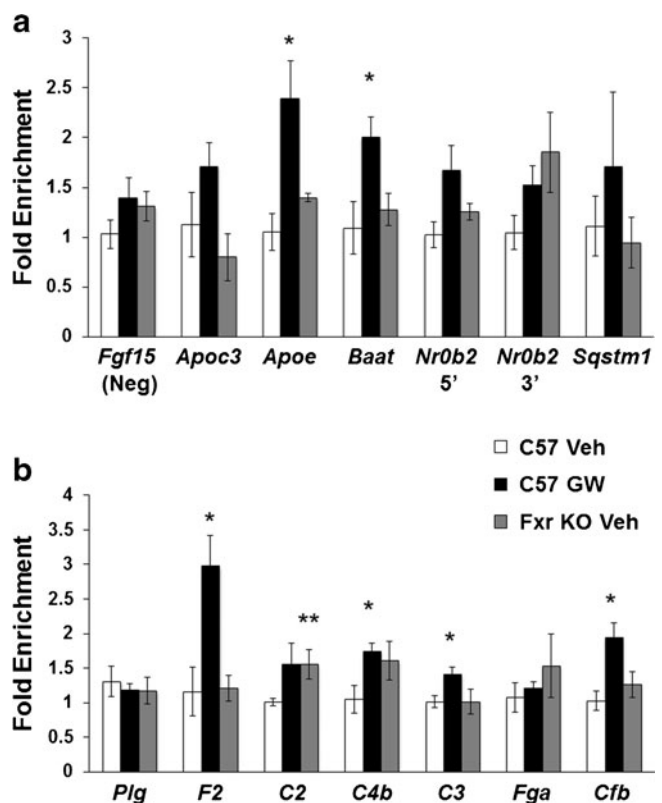 a
Fold Enrichment
3
2.5
2
1.5
1
0.5
0
* *
Fgf15 Apoc3 Apoe Baat Nr0b2 Nr0b2 Sqstm1
(Neg) 5’ 3’
C57 Veh
C57 GW
Fxr KO Veh
b
Fold Enrichment
4
3.5
3
2.5
2
1.5
1
0.5
0
* ** * * *
Plg F2 C2 C4b C3 Fga Cfb